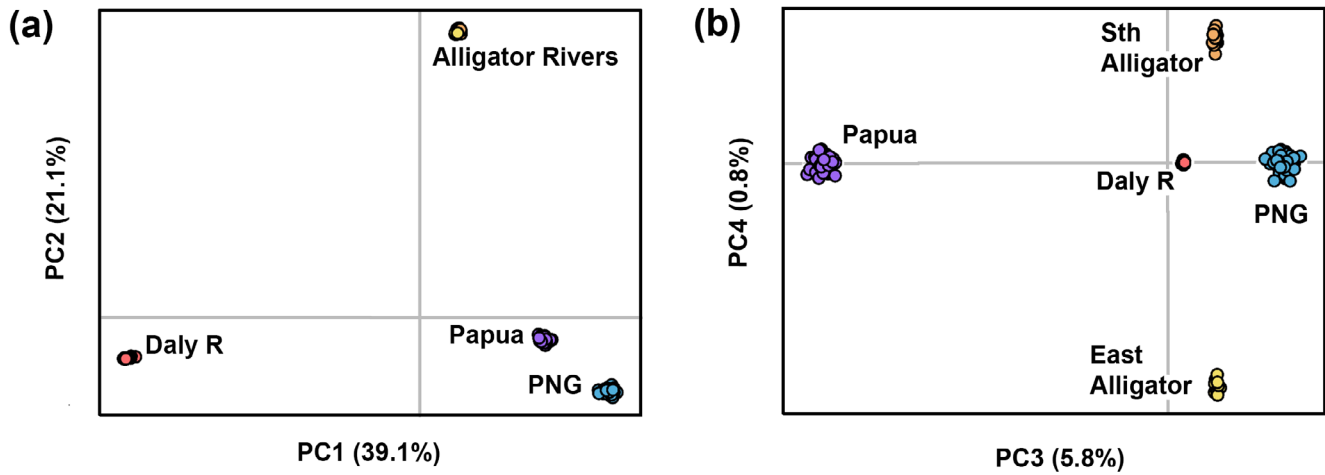 (a)
Alligator Rivers
PC2 (21.1%)
Daly R
Papua
PNG
PC1 (39.1%)
(b)
Sth
Alligator
Papua
Daly R
PNG
PC4 (0.8%)
East
Alligator
PC3 (5.8%)